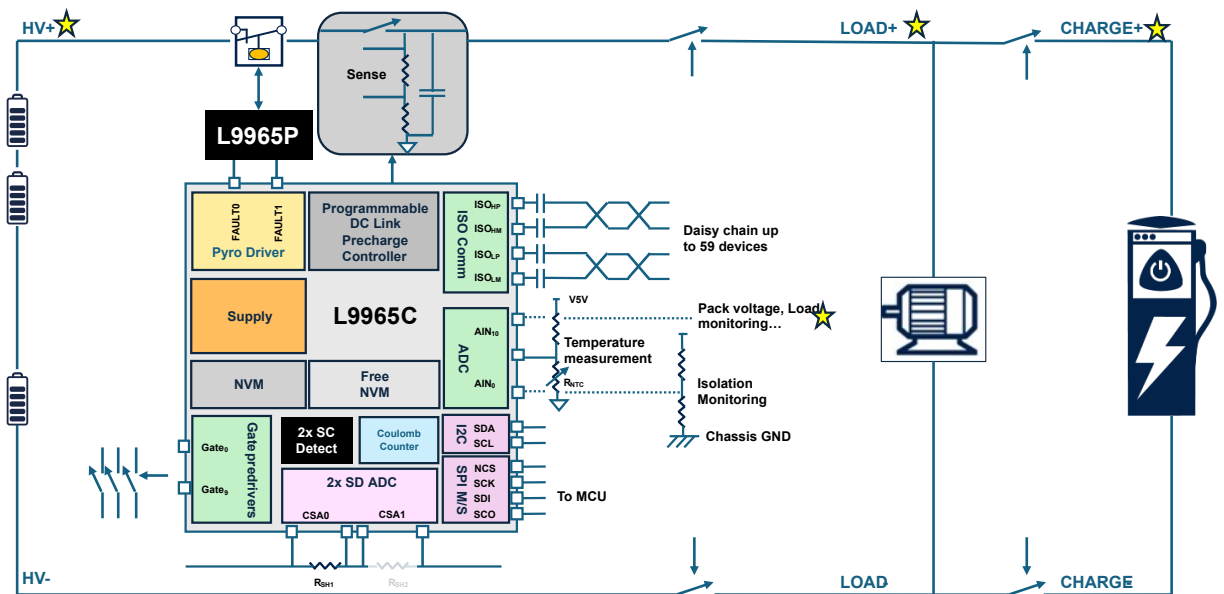 HV+
LOAD+
CHARGE+
Sense
L9965P
FAULT0
FAULT1
Pyro Driver
Programmmable
DC Link
Precharge
Controller
ISO Comm
ISOHP
ISOHM
ISOLP
ISOLM
Daisy chain up
to 59 devices
Supply
L9965C
ADC
AIN10
AIN0
V5V
Temperature
measurement
RNTC
Pack voltage, Load
monitoring…
Isolation
Monitoring
Chassis GND
NVM
Free
NVM
Gate predrivers
Gate0
Gate9
2x SC
Detect
Coulomb
Counter
I2C
SDA
SCL
2x SD ADC
CSA0
CSA1
SPI M/S
NCS
SCK
SDI
SCO
To MCU
RSH1
RSH2
HV-
LOAD-
CHARGE-